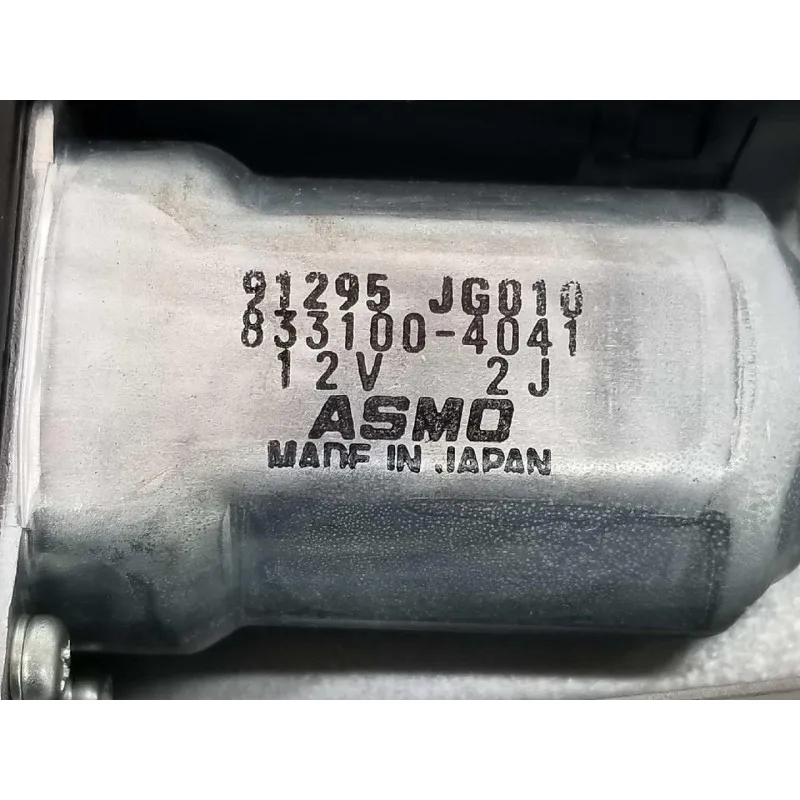 91295 JG010
833100-4041
12V 2J
ASMO
MADE IN JAPAN